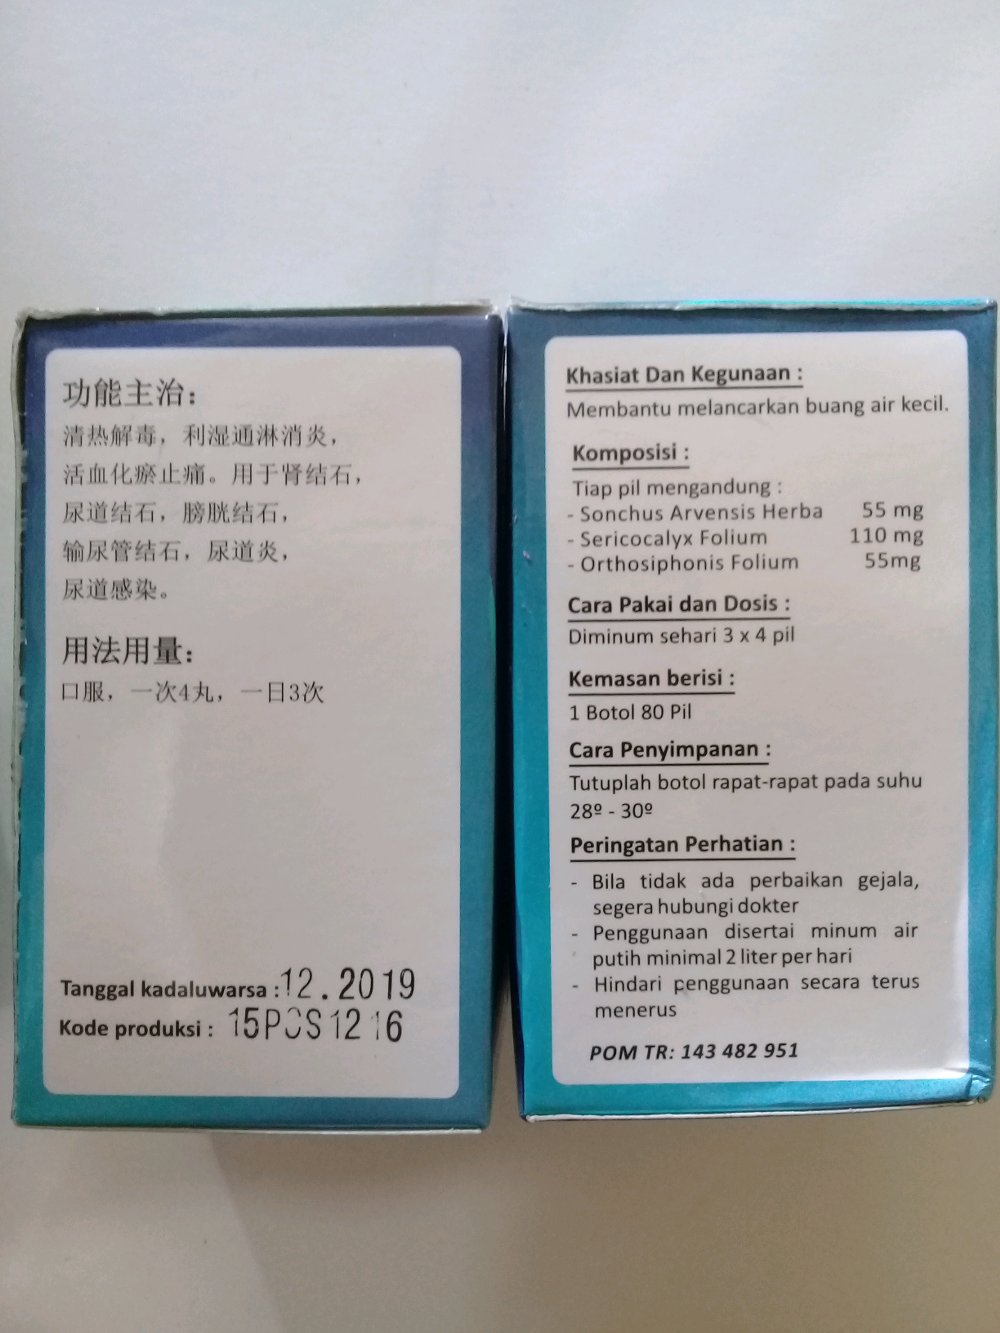 功能主治：
清热解毒，利湿通淋消炎，
活血化瘀止痛。用于肾结石，
尿道结石，膀胱结石，
输尿管结石，尿道炎，
尿道感染。
用法用量：
口服，一次4丸，一日3次
Tanggal kadaluwarsa : 12.2019
Kode produksi : 15POS1216
Khasiat Dan Kegunaan :
Membantu melancarkan buang air kecil.
Komposisi :
Tiap pil mengandung :
- Sonchus Arvensis Herba 55 mg
- Sericocalyx Folium 110 mg
- Orthosiphonis Folium 55mg
Cara Pakai dan Dosis :
Diminum sehari 3 x 4 pil
Kemasan berisi :
1 Botol 80 Pil
Cara Penyimpanan :
Tutuplah botol rapat-rapat pada suhu
28º - 30º
Peringatan Perhatian :
- Bila tidak ada perbaikan gejala,
segera hubungi dokter
- Penggunaan disertai minum air
putih minimal 2 liter per hari
- Hindari penggunaan secara terus
menerus
POM TR: 143 482 951